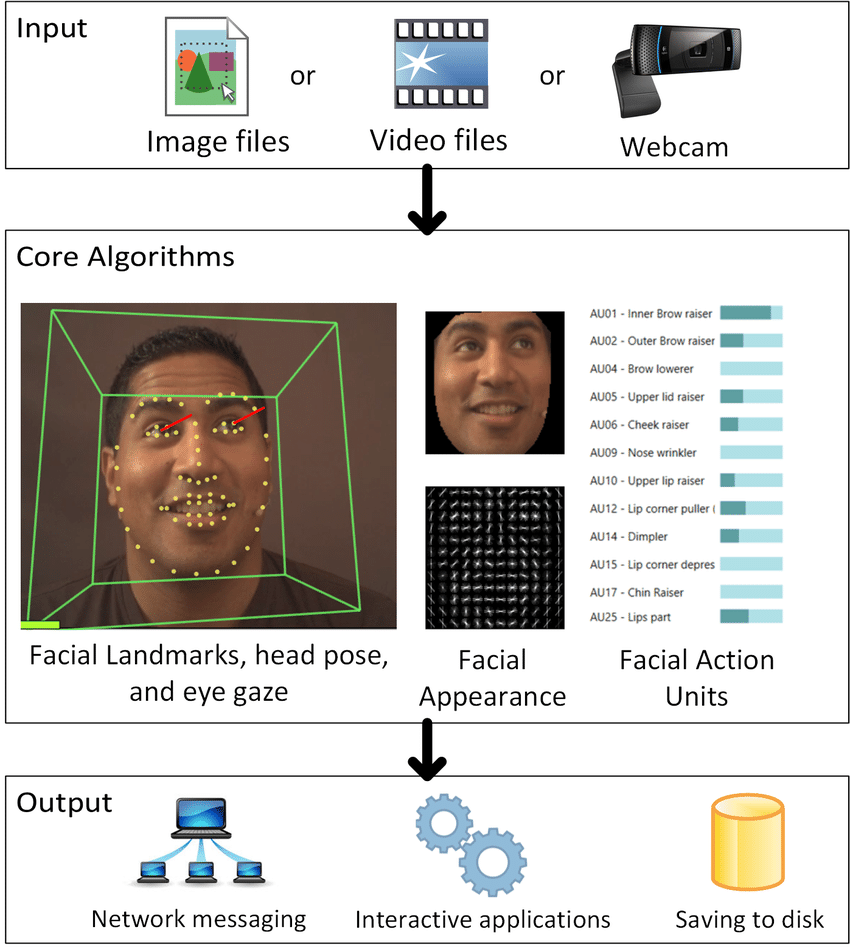 Input
or
or
Image files
Video files
Webcam
Core Algorithms
AU01 - Inner Brow raiser
AU02 - Outer Brow raiser
AU04 - Brow lowerer
AU05 - Upper lid raiser
AU06 - Cheek raiser
AU09 - Nose wrinkler
AU10 - Upper lip raiser
AU12 - Lip corner puller (
AU14 - Dimpler
AU15 - Lip corner depres
AU17 - Chin Raiser
AU25 - Lips part
Facial Landmarks, head pose,
and eye gaze
Facial
Appearance
Facial Action
Units
Output
Network messaging
Interactive applications
Saving to disk